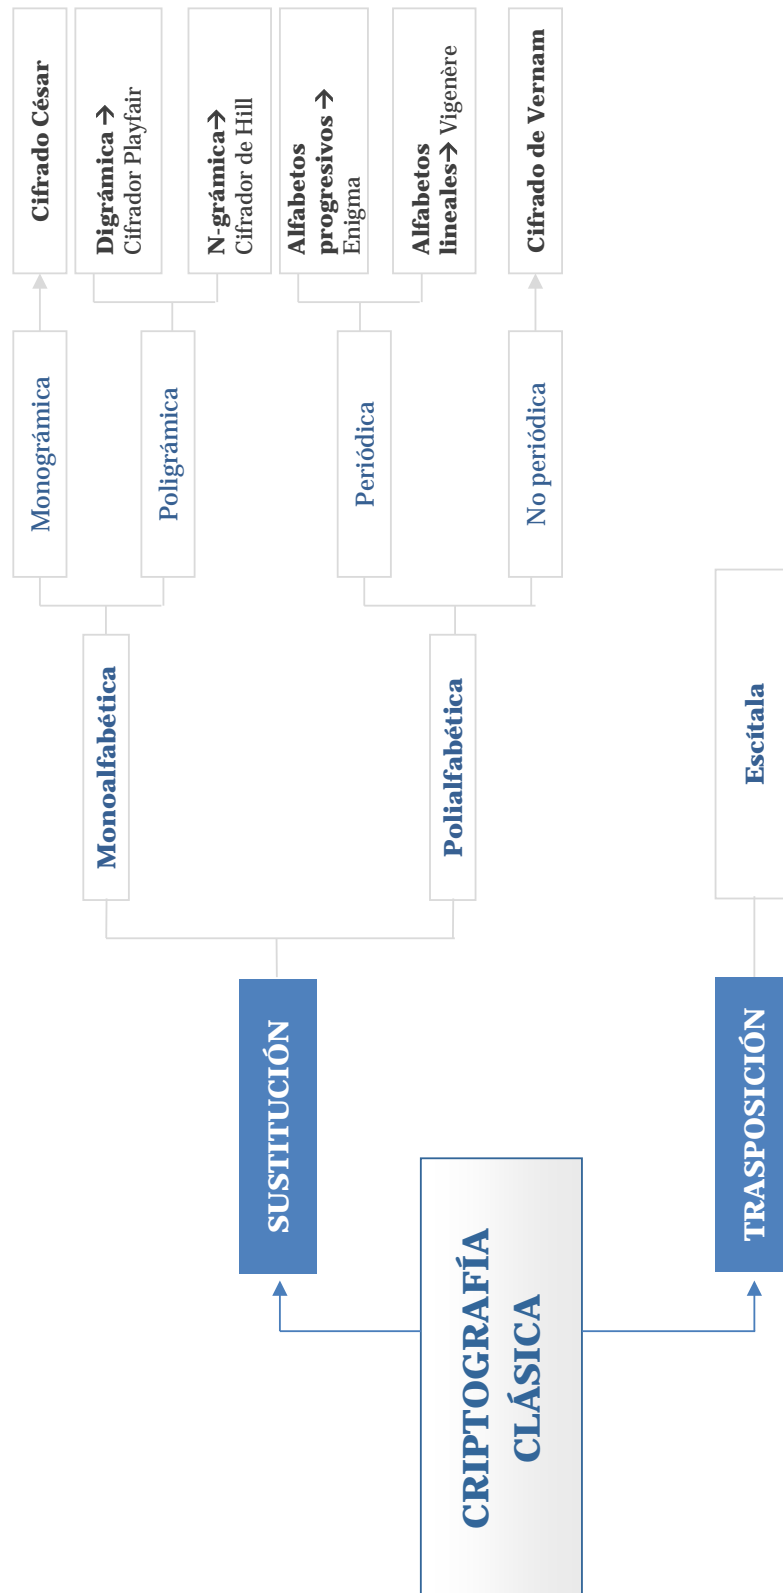 CRIPTOGRAFÍA
CLÁSICA
SUSTITUCIÓN
Monoalfabética
Monográmica
Cifrado César
Poligrámica
Digrámica →
Cifrador Playfair
N-grámica→
Cifrador de Hill
Polialfabética
Periódica
Alfabetos
progresivos →
Enigma
Alfabetos
lineales→ Vigenère
No periódica
Cifrado de Vernam
TRASPOSICIÓN
Escítala